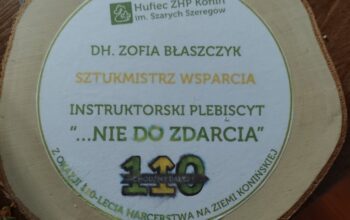 Hufiec ZHP Konin
im. Szarych Szeregów
DH. ZOFIA BŁASZCZYK
SZTUKMISTRZ WSPARCIA
INSTRUKTORSKI PLEBISCYT
"...NIE DO ZDARCIA"
110
Z OKAZJI 110-LECIA HARCERSTWA NA ZIEMI KONIŃSKIEJ